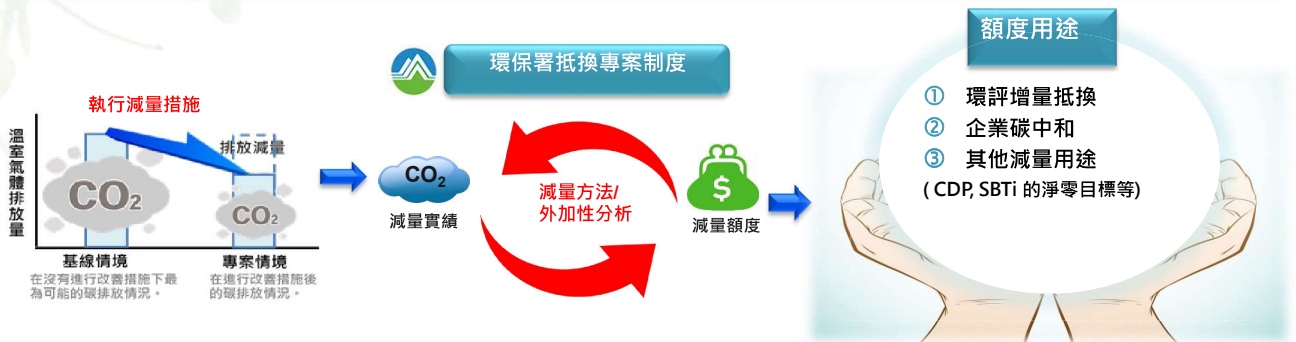 額度用途
環保署抵換專案制度
執行減量措施
溫室氣體排放量
排放減量
CO2
CO2
基線情境
在沒有進行改善措施下最
為可能的碳排放情況。
專案情境
在進行改善措施後
的碳排放情況。
CO2
減量實績
減量方法/
外加性分析
$
減量額度
① 環評增量抵換
② 企業碳中和
③ 其他減量用途
( CDP, SBTi 的淨零目標等)